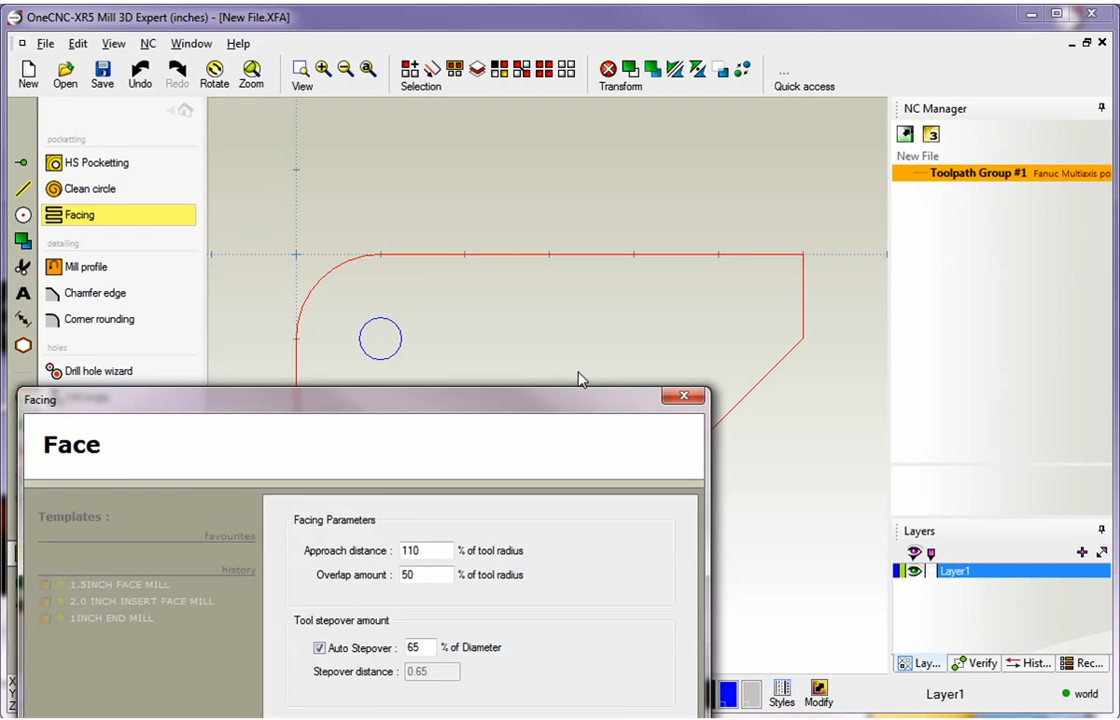 OneCNC-XR5 Mill 3D Expert (inches) - [New File.XFA]
File Edit View NC Window Help
New Open Save Undo Redo Rotate Zoom View Selection Transform ... Quick access
pocketting
HS Pocketting
Clean circle
Facing
detailing
Mill profile
Chamfer edge
Corner rounding
holes
Drill hole wizard
A
NC Manager
3
New File
Toolpath Group #1 Fanuc Multiaxis po
Facing
Face
Templates :
favourites
history
1.5INCH FACE MILL
2.0 INCH INSERT FACE MILL
1INCH END MILL
Facing Parameters
Approach distance : 110 % of tool radius
Overlap amount : 50 % of tool radius
Tool stepover amount
Auto Stepover : 65 % of Diameter
Stepover distance : 0.65
Layers
Layer1
Lay... Verify Hist... Rec...
X
Y
Z
Styles Modify Layer1 world